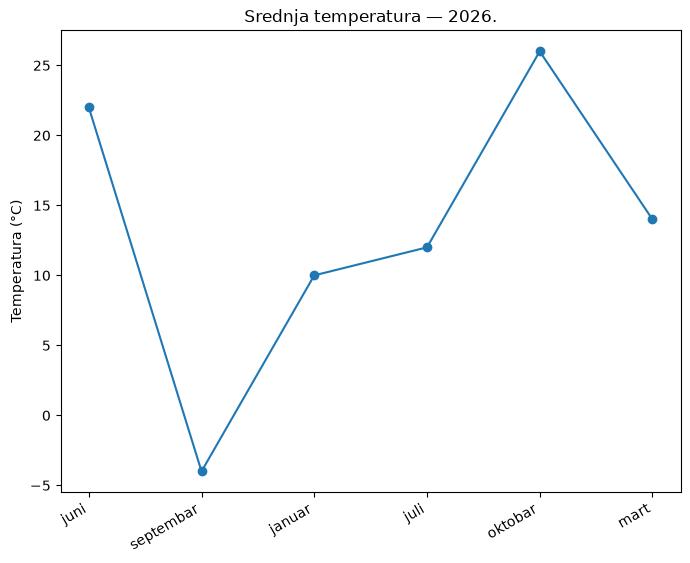 Srednja temperatura — 2026.
Temperatura (°C)
25
20
15
10
5
0
−5
juni
septembar
januar
juli
oktobar
mart